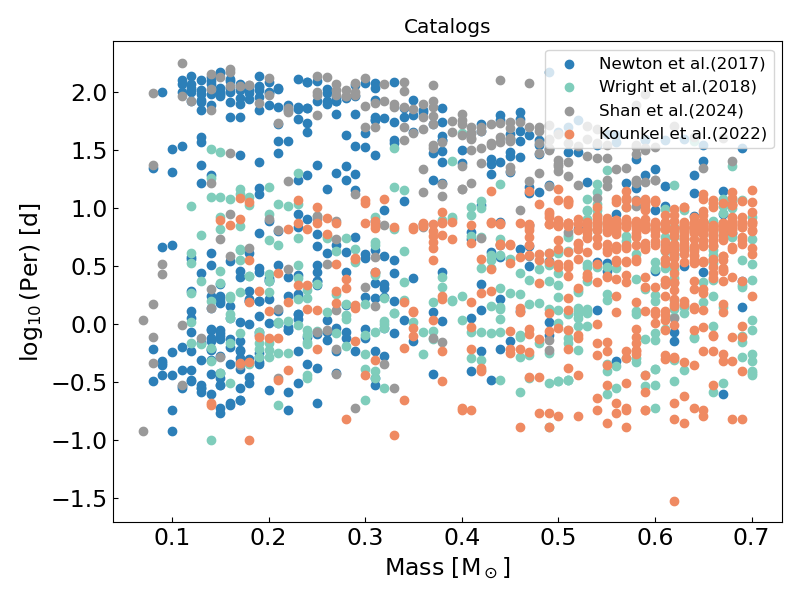 Catalogs
Newton et al.(2017)
Wright et al.(2018)
Shan et al.(2024)
Kounkel et al.(2022)
log₁₀(Per) [d]
2.0
1.5
1.0
0.5
0.0
−0.5
−1.0
−1.5
0.1 0.2 0.3 0.4 0.5 0.6 0.7
Mass [M⊙]